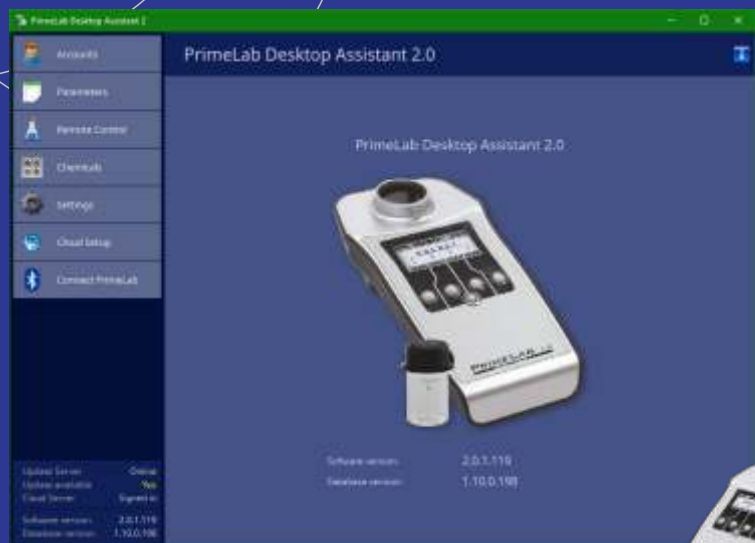 PrimeLab Desktop Assistant 2
Accounts
PrimeLab Desktop Assistant 2.0
Parameters
Remote Control
PrimeLab Desktop Assistant 2.0
Chemicals
Settings
Cloud Setup
Connect PrimeLab
PrimeLab
Software version: 2.0.1.119
Database version: 1.10.0.198
Update Server: Online
Update available: Yes
Cloud Server: Signed in
Software version: 2.0.1.119
Database version: 1.10.0.198